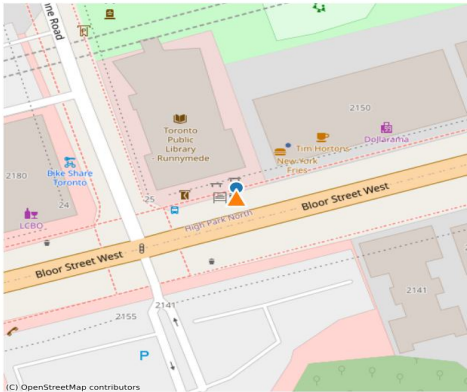 ne Road
2150
Toronto
Public
Library
Runnymede
Tim Hortons
Dollarama
New York
Fries
2180
Bike Share
Toronto
24
25
LCBO
High Park North
Bloor Street West
Bloor Street West
2141
2155
2141
P
(C) OpenStreetMap contributors